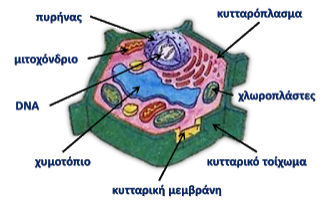 πυρήνας
κυτταρόπλασμα
μιτοχόνδριο
DNA
χλωροπλάστες
χυμοτόπιο
κυτταρικό τοίχωμα
κυτταρική μεμβράνη